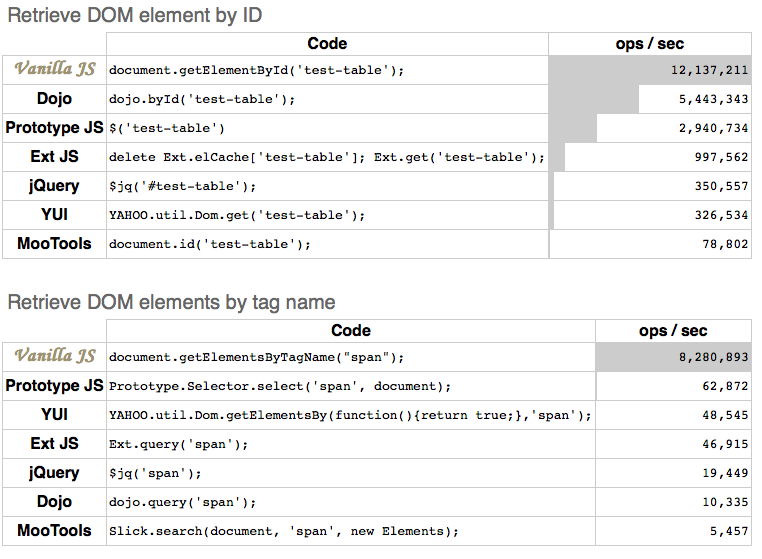 Retrieve DOM element by ID
Code ops / sec
Vanilla JS document.getElementById('test-table'); 12,137,211
Dojo dojo.byId('test-table'); 5,443,343
Prototype JS $('test-table') 2,940,734
Ext JS delete Ext.elCache['test-table']; Ext.get('test-table'); 997,562
jQuery $jq('#test-table'); 350,557
YUI YAHOO.util.Dom.get('test-table'); 326,534
MooTools document.id('test-table'); 78,802
Retrieve DOM elements by tag name
Code ops / sec
Vanilla JS document.getElementsByTagName("span"); 8,280,893
Prototype JS Prototype.Selector.select('span', document); 62,872
YUI YAHOO.util.Dom.getElementsBy(function(){return true;},'span'); 48,545
Ext JS Ext.query('span'); 46,915
jQuery $jq('span'); 19,449
Dojo dojo.query('span'); 10,335
MooTools Slick.search(document, 'span', new Elements); 5,457